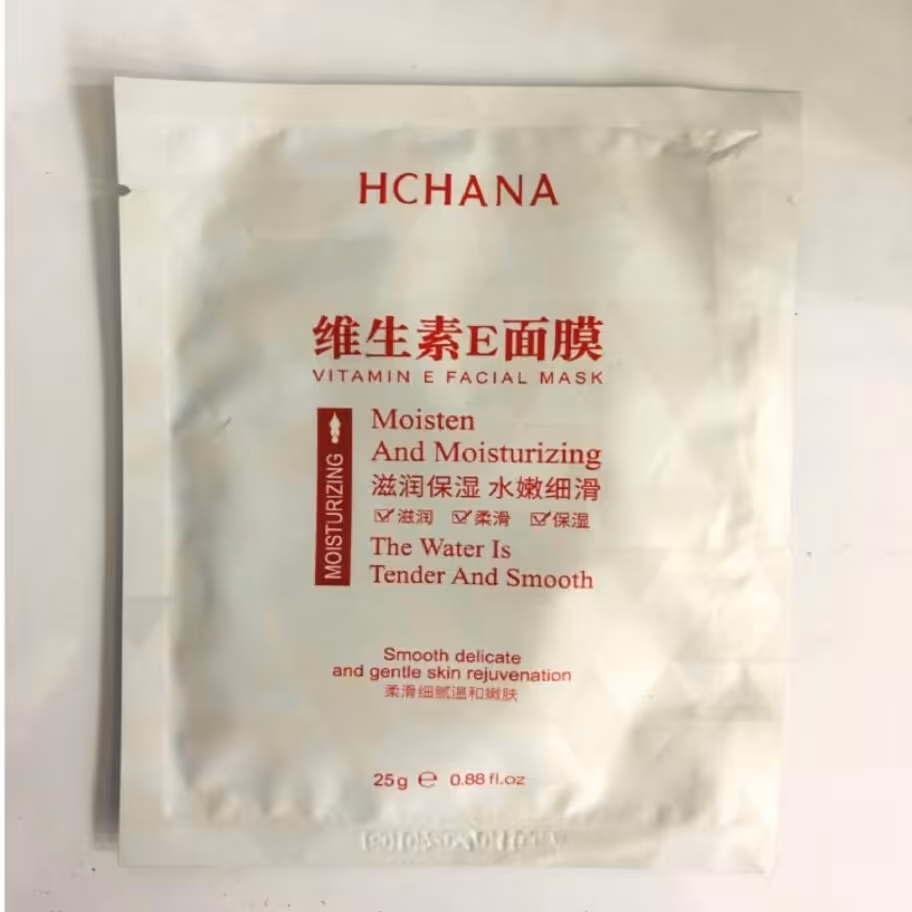 HCHANA
维生素E面膜
VITAMIN E FACIAL MASK
MOISTURIZING
Moisten
And Moisturizing
滋润保湿 水嫩细滑
☑滋润 ☑柔滑 ☑保湿
The Water Is
Tender And Smooth
Smooth delicate
and gentle skin rejuvenation
柔滑细腻温和嫩肤
25g ℮ 0.88 fl.oz